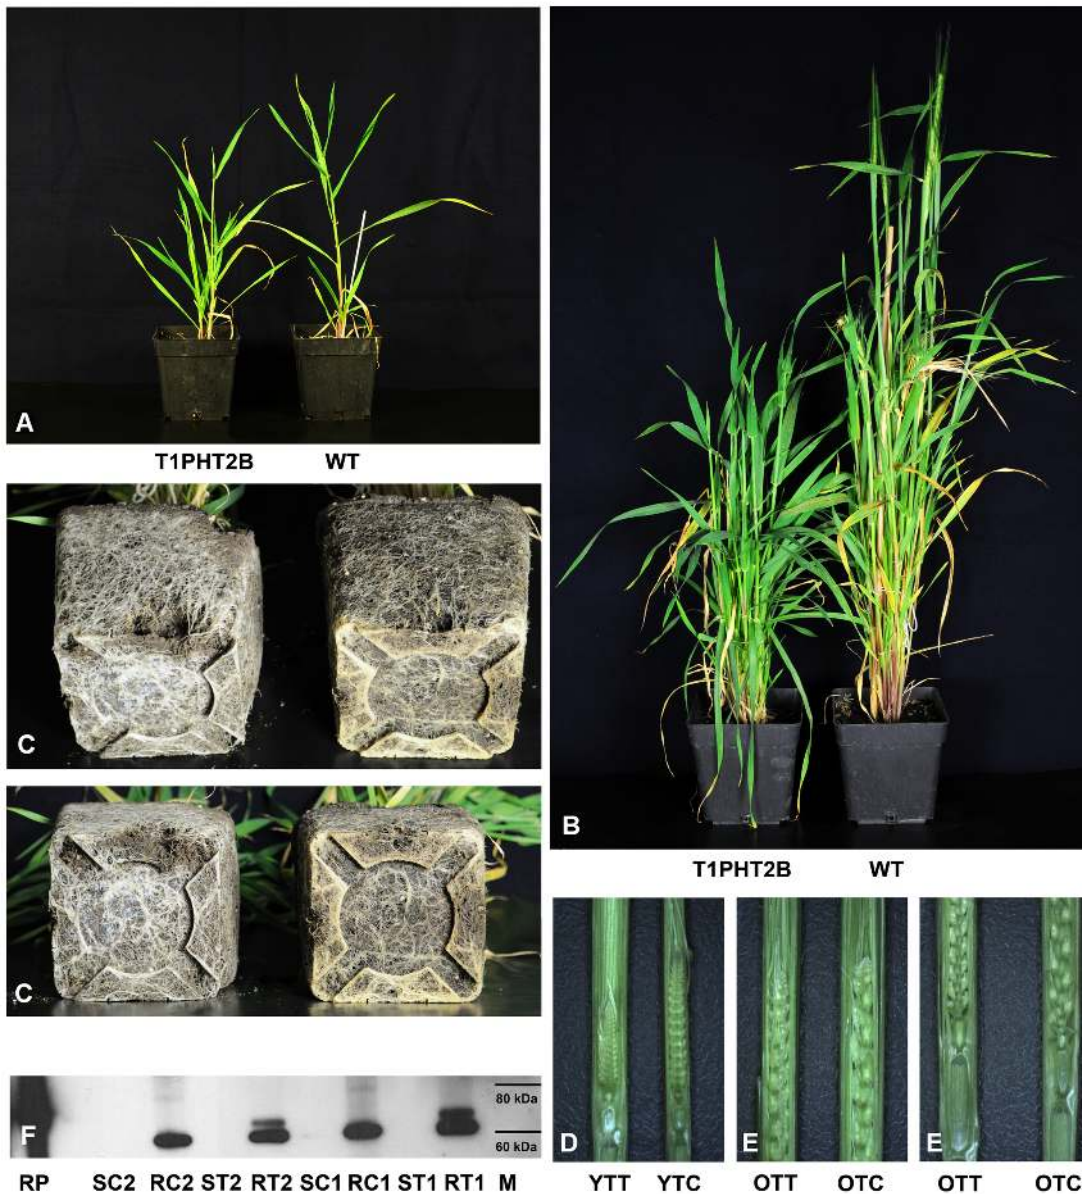 A
T1PHT2B WT
C
C
B
T1PHT2B WT
D
YTT YTC
E
OTT OTC
E
OTT OTC
F
80 kDa
60 kDa
RP SC2 RC2 ST2 RT2 SC1 RC1 ST1 RT1 M